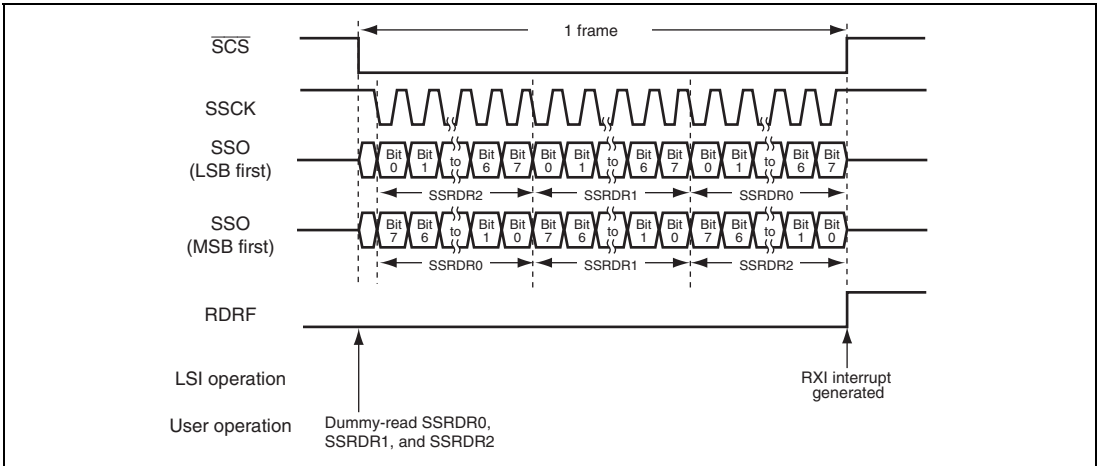 1 frame
SCS
SSCK
SSO
(LSB first)
Bit 0 Bit 1 to Bit 6 Bit 7 Bit 0 Bit 1 to Bit 6 Bit 7 Bit 0 Bit 1 to Bit 6 Bit 7
SSRDR2 SSRDR1 SSRDR0
SSO
(MSB first)
Bit 7 Bit 6 to Bit 1 Bit 0 Bit 7 Bit 6 to Bit 1 Bit 0 Bit 7 Bit 6 to Bit 1 Bit 0
SSRDR0 SSRDR1 SSRDR2
RDRF
LSI operation
RXI interrupt
generated
User operation
Dummy-read SSRDR0,
SSRDR1, and SSRDR2